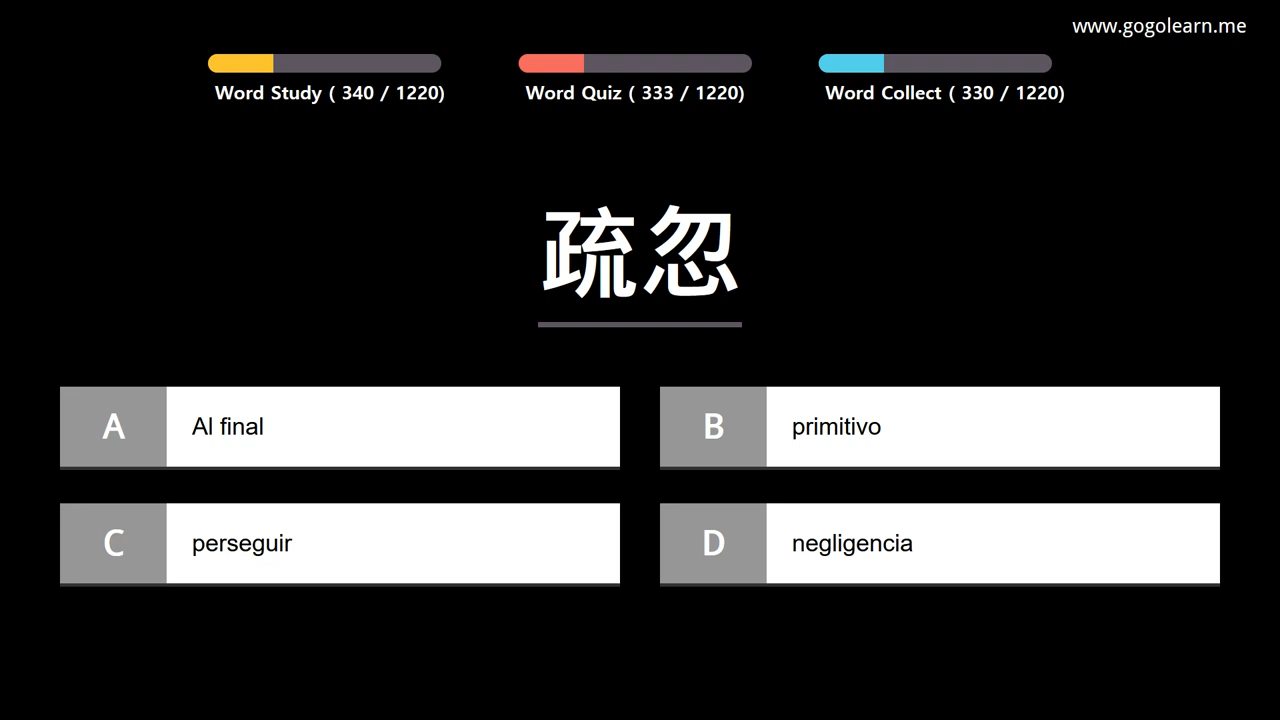 www.gogolearn.me
Word Study ( 340 / 1220)
Word Quiz ( 333 / 1220)
Word Collect ( 330 / 1220)
疏忽
A Al final
B primitivo
C perseguir
D negligencia